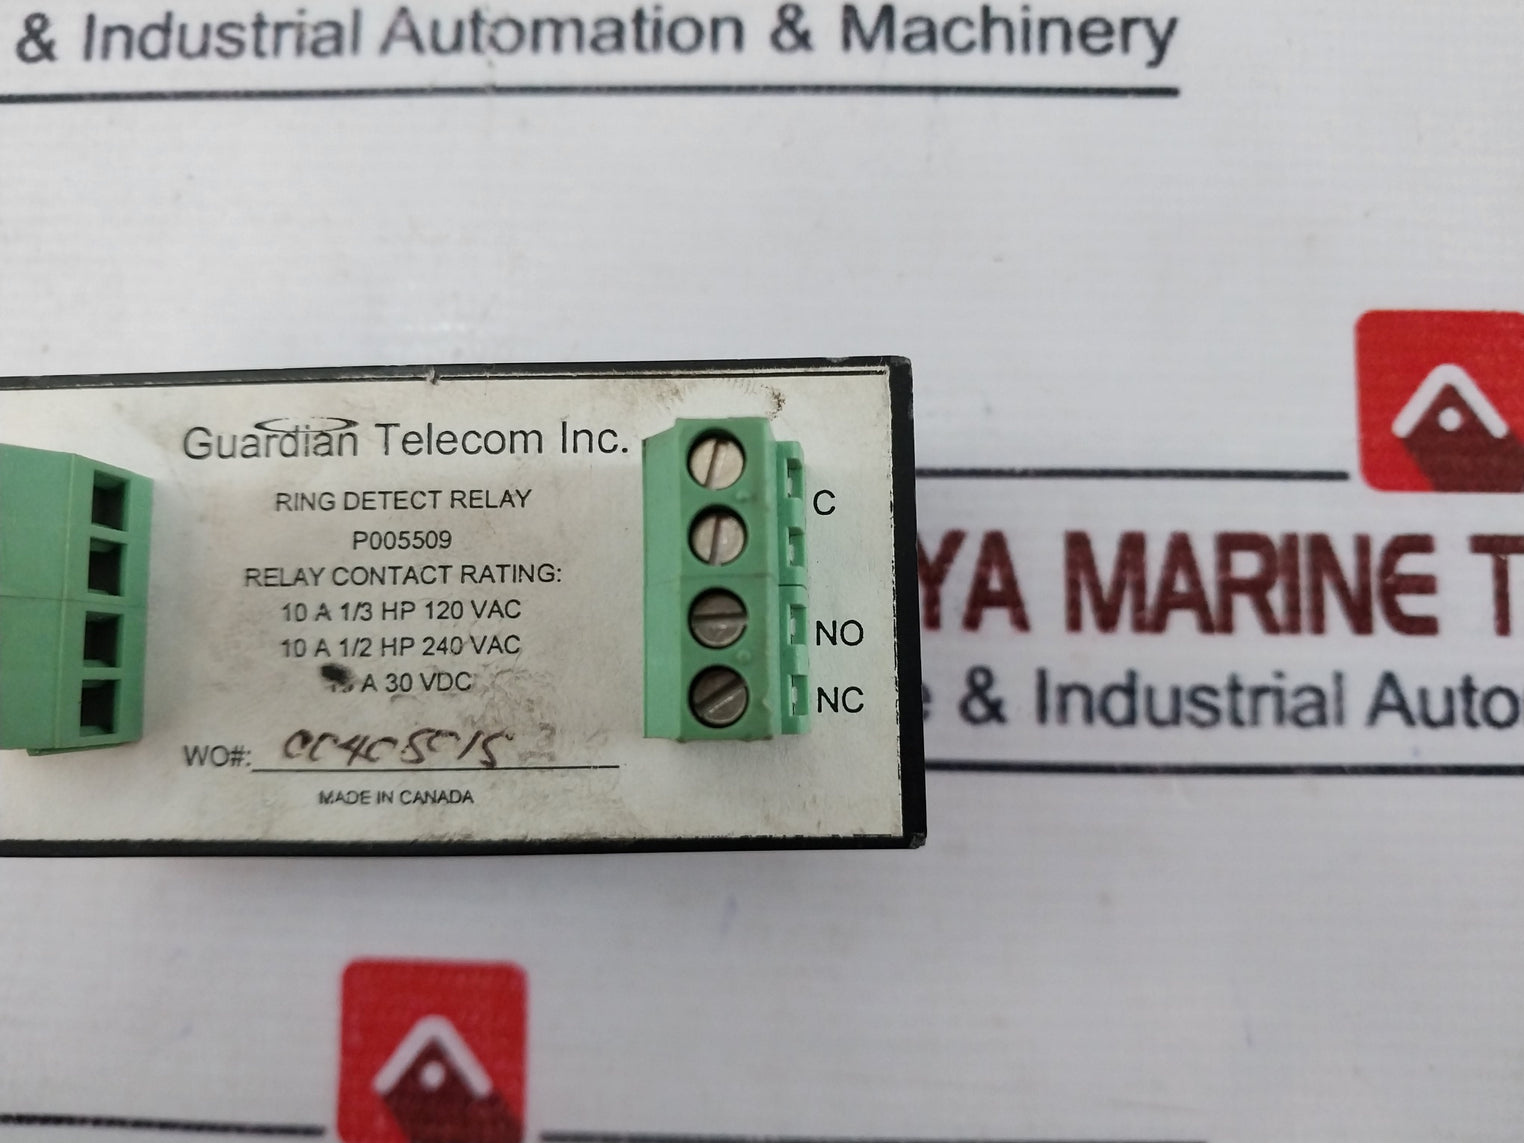 & Industrial Automation & Machinery
Guardian Telecom Inc.
RING DETECT RELAY
P005509
RELAY CONTACT RATING:
10 A 1/3 HP 120 VAC
10 A 1/2 HP 240 VAC
A 30 VDC
WO#:
MADE IN CANADA
C
NO
NC
YA MARINE T
& Industrial Auto